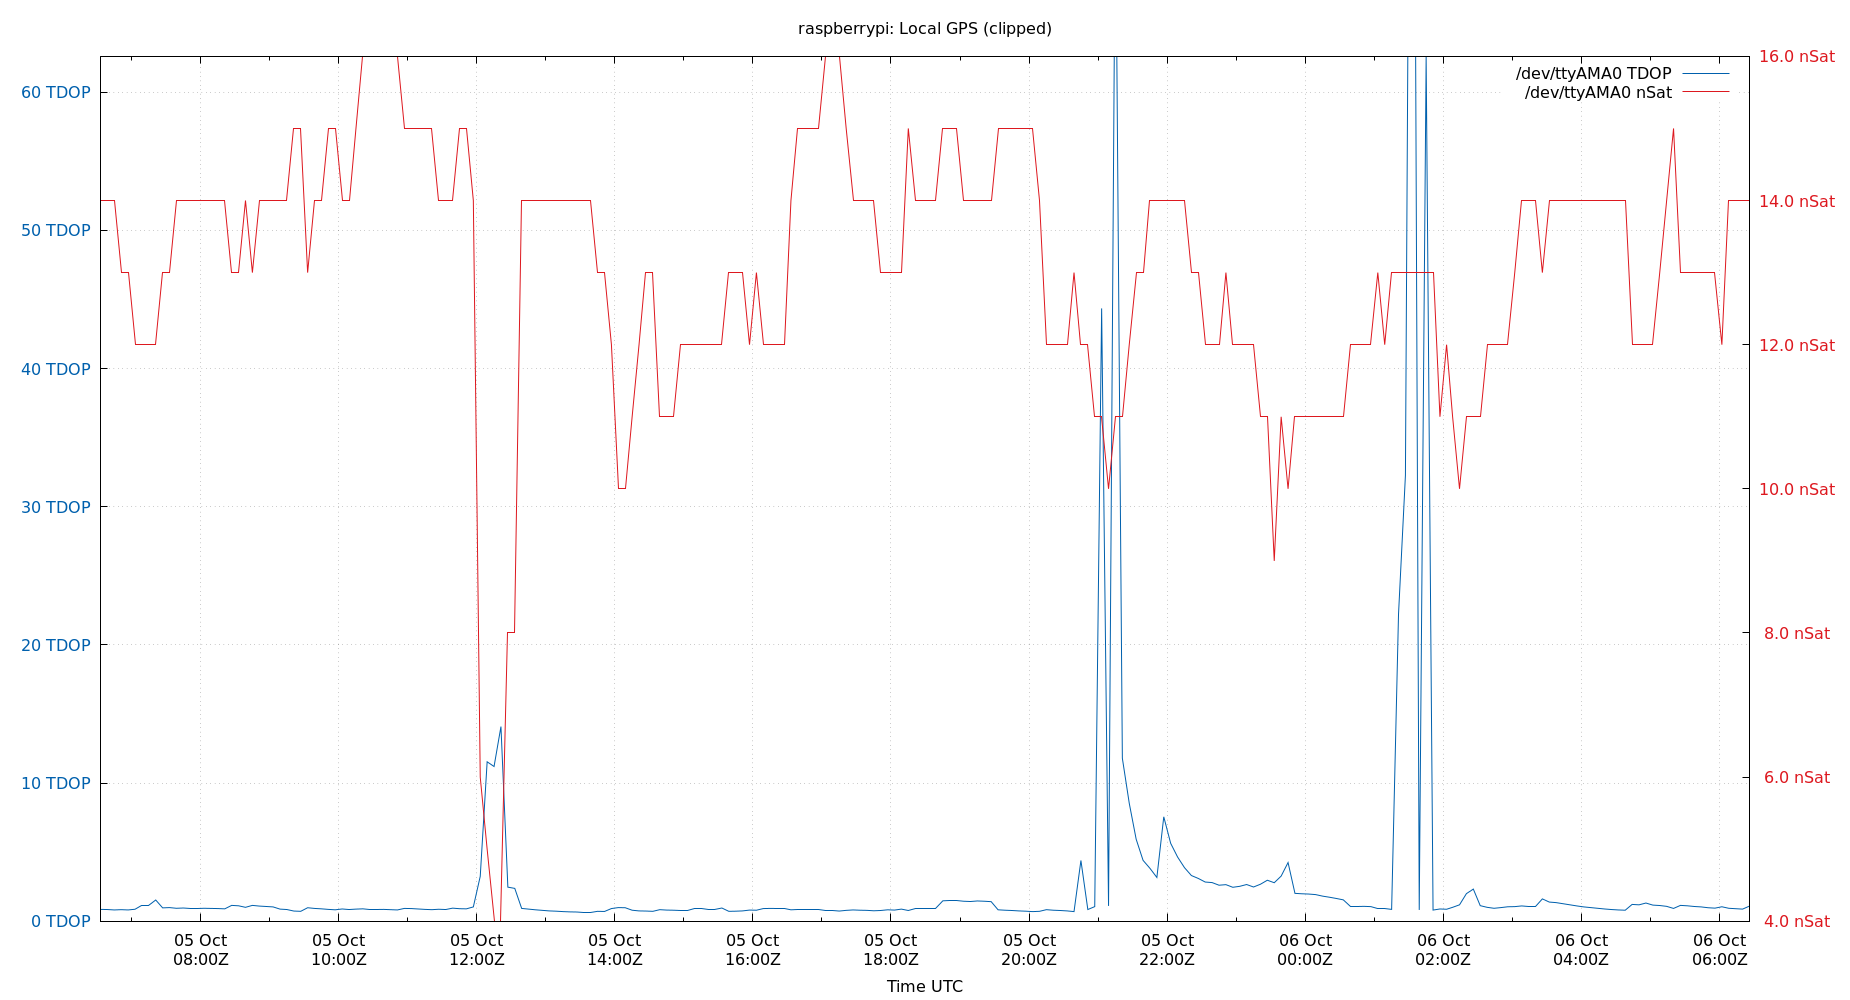 raspberrypi: Local GPS (clipped)
/dev/ttyAMA0 TDOP
/dev/ttyAMA0 nSat
60 TDOP
50 TDOP
40 TDOP
30 TDOP
20 TDOP
10 TDOP
0 TDOP
16.0 nSat
14.0 nSat
12.0 nSat
10.0 nSat
8.0 nSat
6.0 nSat
4.0 nSat
05 Oct
08:00Z
05 Oct
10:00Z
05 Oct
12:00Z
05 Oct
14:00Z
05 Oct
16:00Z
05 Oct
18:00Z
05 Oct
20:00Z
05 Oct
22:00Z
06 Oct
00:00Z
06 Oct
02:00Z
06 Oct
04:00Z
06 Oct
06:00Z
Time UTC